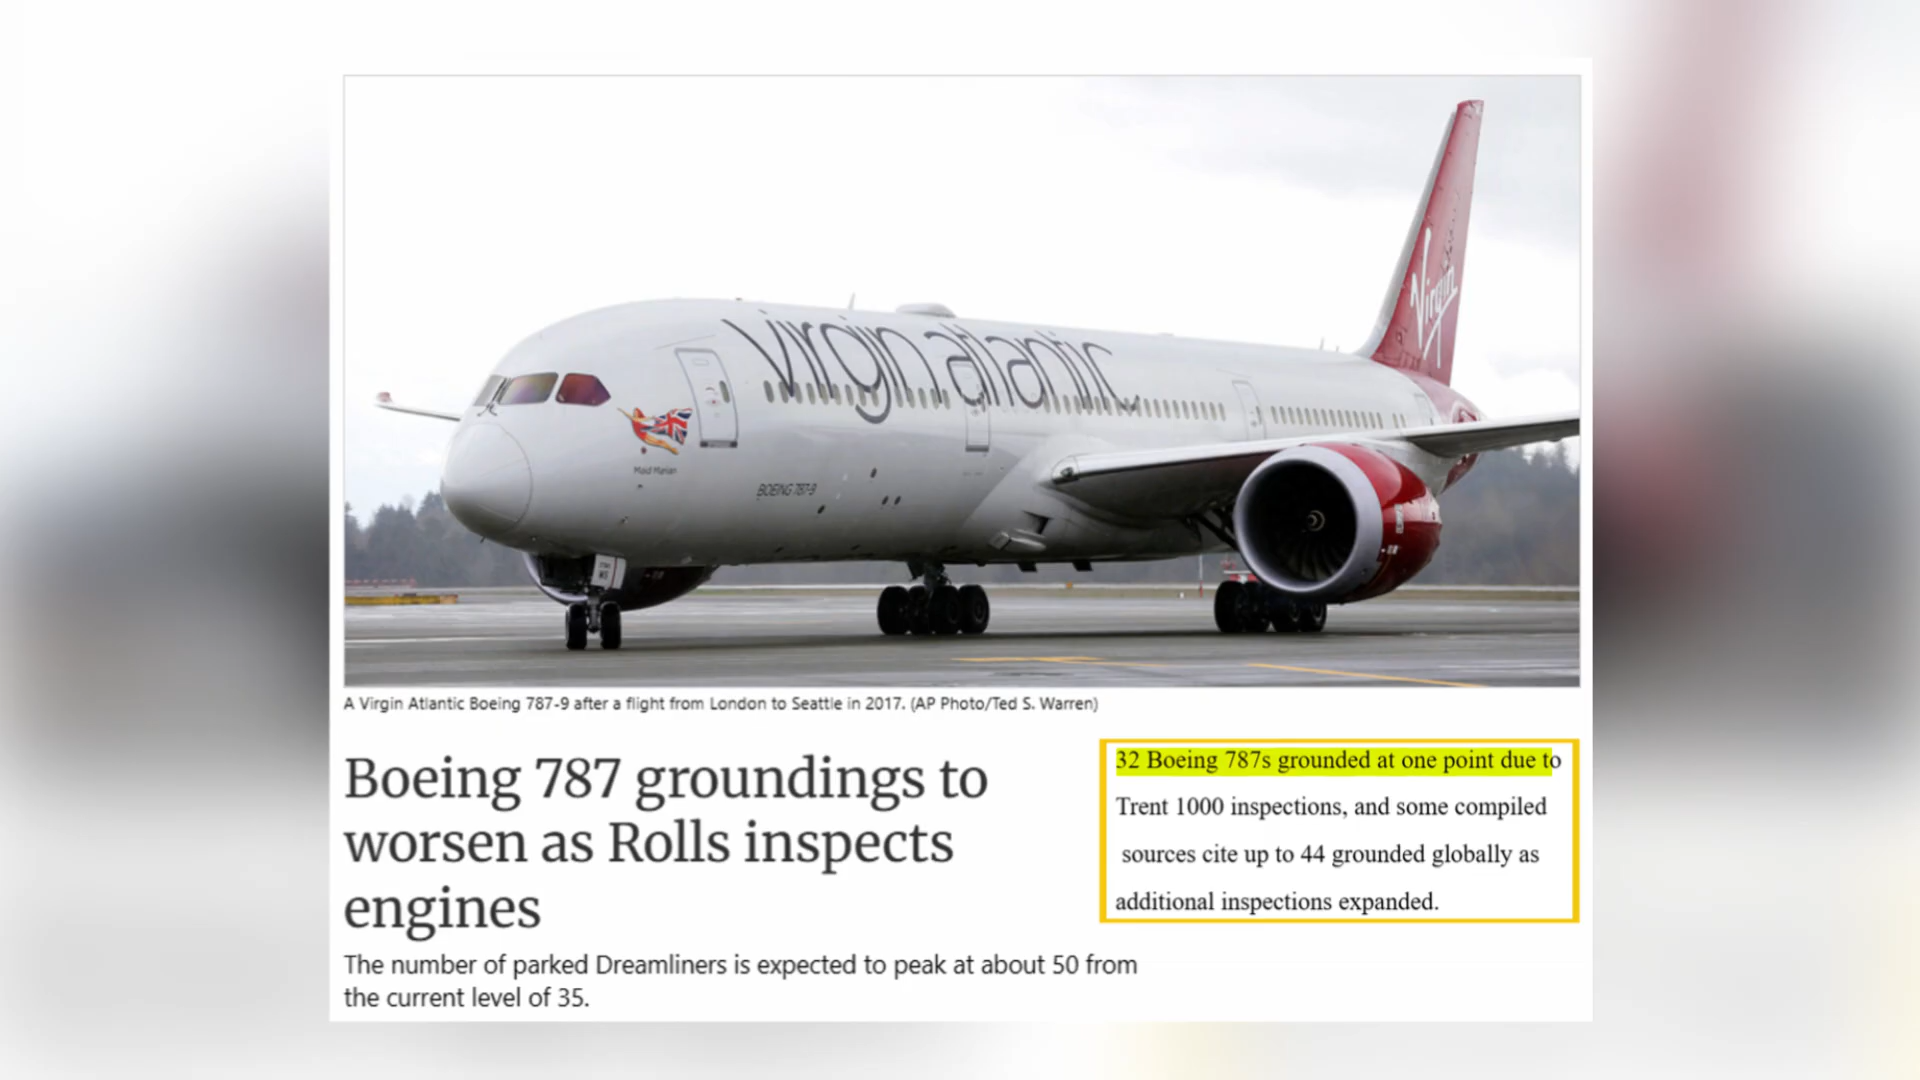 Virgin
virgin atlantic
Maid Marian
BOEING 787-9
A Virgin Atlantic Boeing 787-9 after a flight from London to Seattle in 2017. (AP Photo/Ted S. Warren)
Boeing 787 groundings to
worsen as Rolls inspects
engines
The number of parked Dreamliners is expected to peak at about 50 from
the current level of 35.
32 Boeing 787s grounded at one point due to
Trent 1000 inspections, and some compiled
sources cite up to 44 grounded globally as
additional inspections expanded.